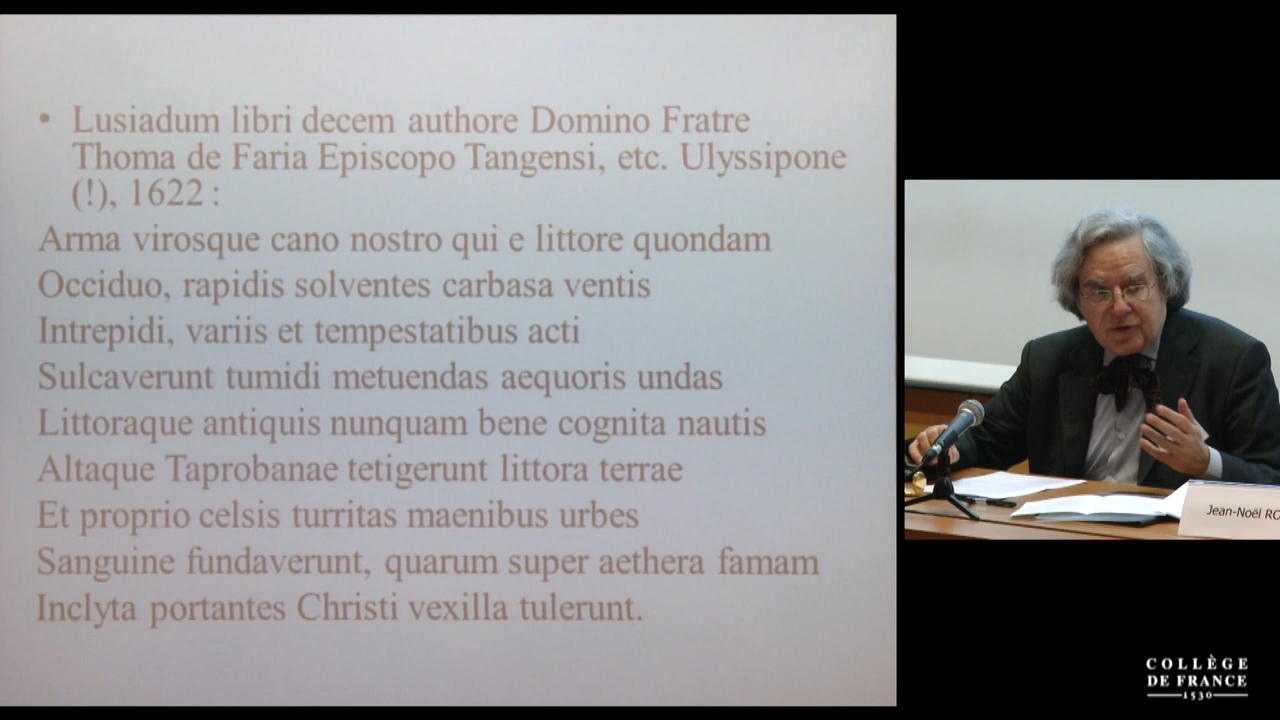 • Lusiadum libri decem authore Domino Fratre
Thoma de Faria Episcopo Tangensi, etc. Ulyssipone
(!), 1622 :
Arma virosque cano nostro qui e littore quondam
Occiduo, rapidis solventes carbasa ventis
Intrepidi, variis et tempestatibus acti
Sulcaverunt tumidi metuendas aequoris undas
Littoraque antiquis nunquam bene cognita nautis
Altaque Taprobanae tetigerunt littora terrae
Et proprio celsis turritas maenibus urbes
Sanguine fundaverunt, quarum super aethera famam
Inclyta portantes Christi vexilla tulerunt.
Jean-Noël RO
COLLÈGE
DE FRANCE
1530